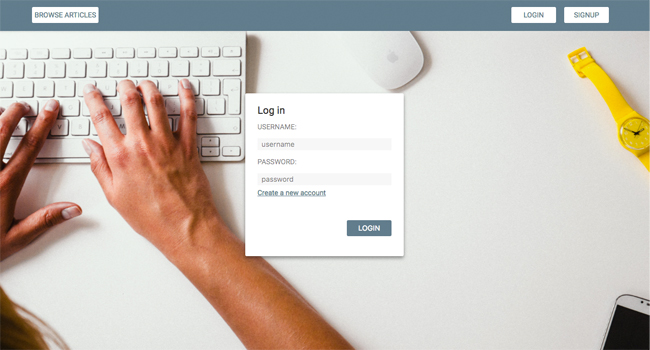 BROWSE ARTICLES
LOGIN
SIGNUP
Log in
USERNAME:
username
PASSWORD:
password
Create a new account
LOGIN